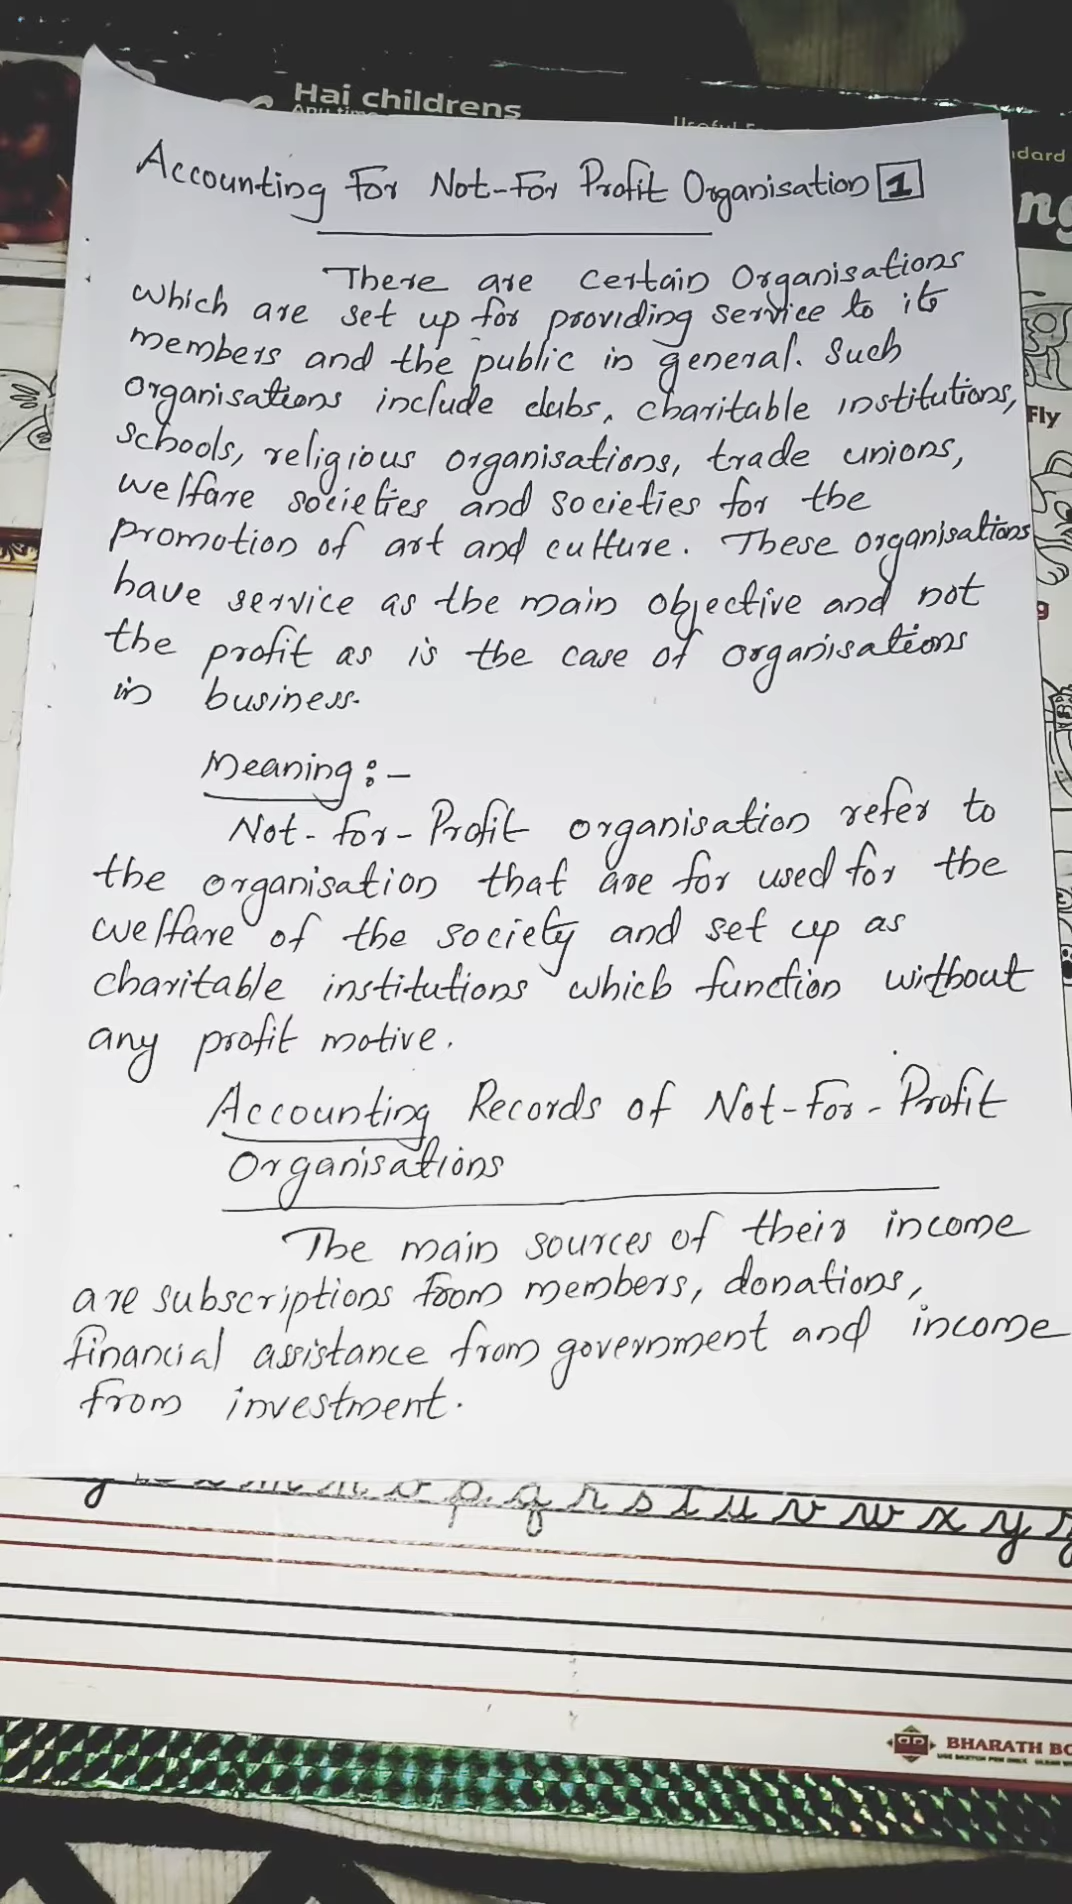 Hai childrens
Accounting For Not-For Profit Organisation 1
There are certain Organisations
which are set up for providing service to its
members and the public in general. Such
organisations include clubs, charitable institutions,
schools, religious organisations, trade unions,
welfare societies and societies for the
promotion of art and culture. These organisations
have service as the main objective and not
the profit as is the case of organisations
in business.
Meaning :-
Not-for-Profit organisation refer to
the organisation that are for used for the
welfare of the society and set up as
charitable institutions which function without
any profit motive.
Accounting Records of Not-For-Profit
Organisations
The main sources of their income
are subscriptions from members, donations,
financial assistance from government and income
from investment.
Fly
o p q r s t u v w x y z
BHARATH BO